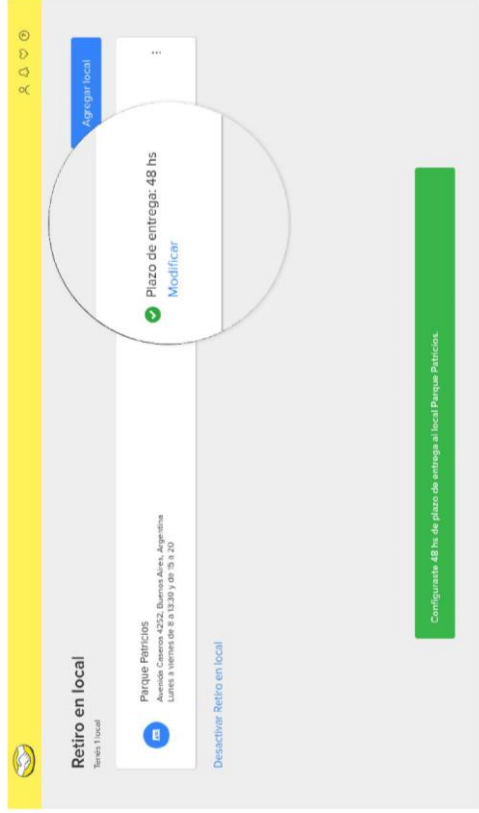 Retiro en local
Tenés 1 local
Agregar local
Parque Patricios
Avenida Caseros 4252, Buenos Aires, Argentina
Lunes a viernes de 8 a 13:30 y de 15 a 20
Plazo de entrega: 48 hs
Modificar
Desactivar Retiro en local
Configuraste 48 hs de plazo de entrega al local Parque Patricios.